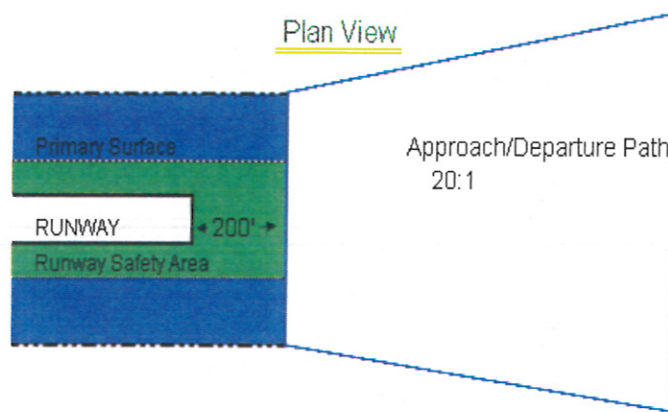 Plan View
Primary Surface
Approach/Departure Path
20:1
RUNWAY
200'
Runway Safety Area